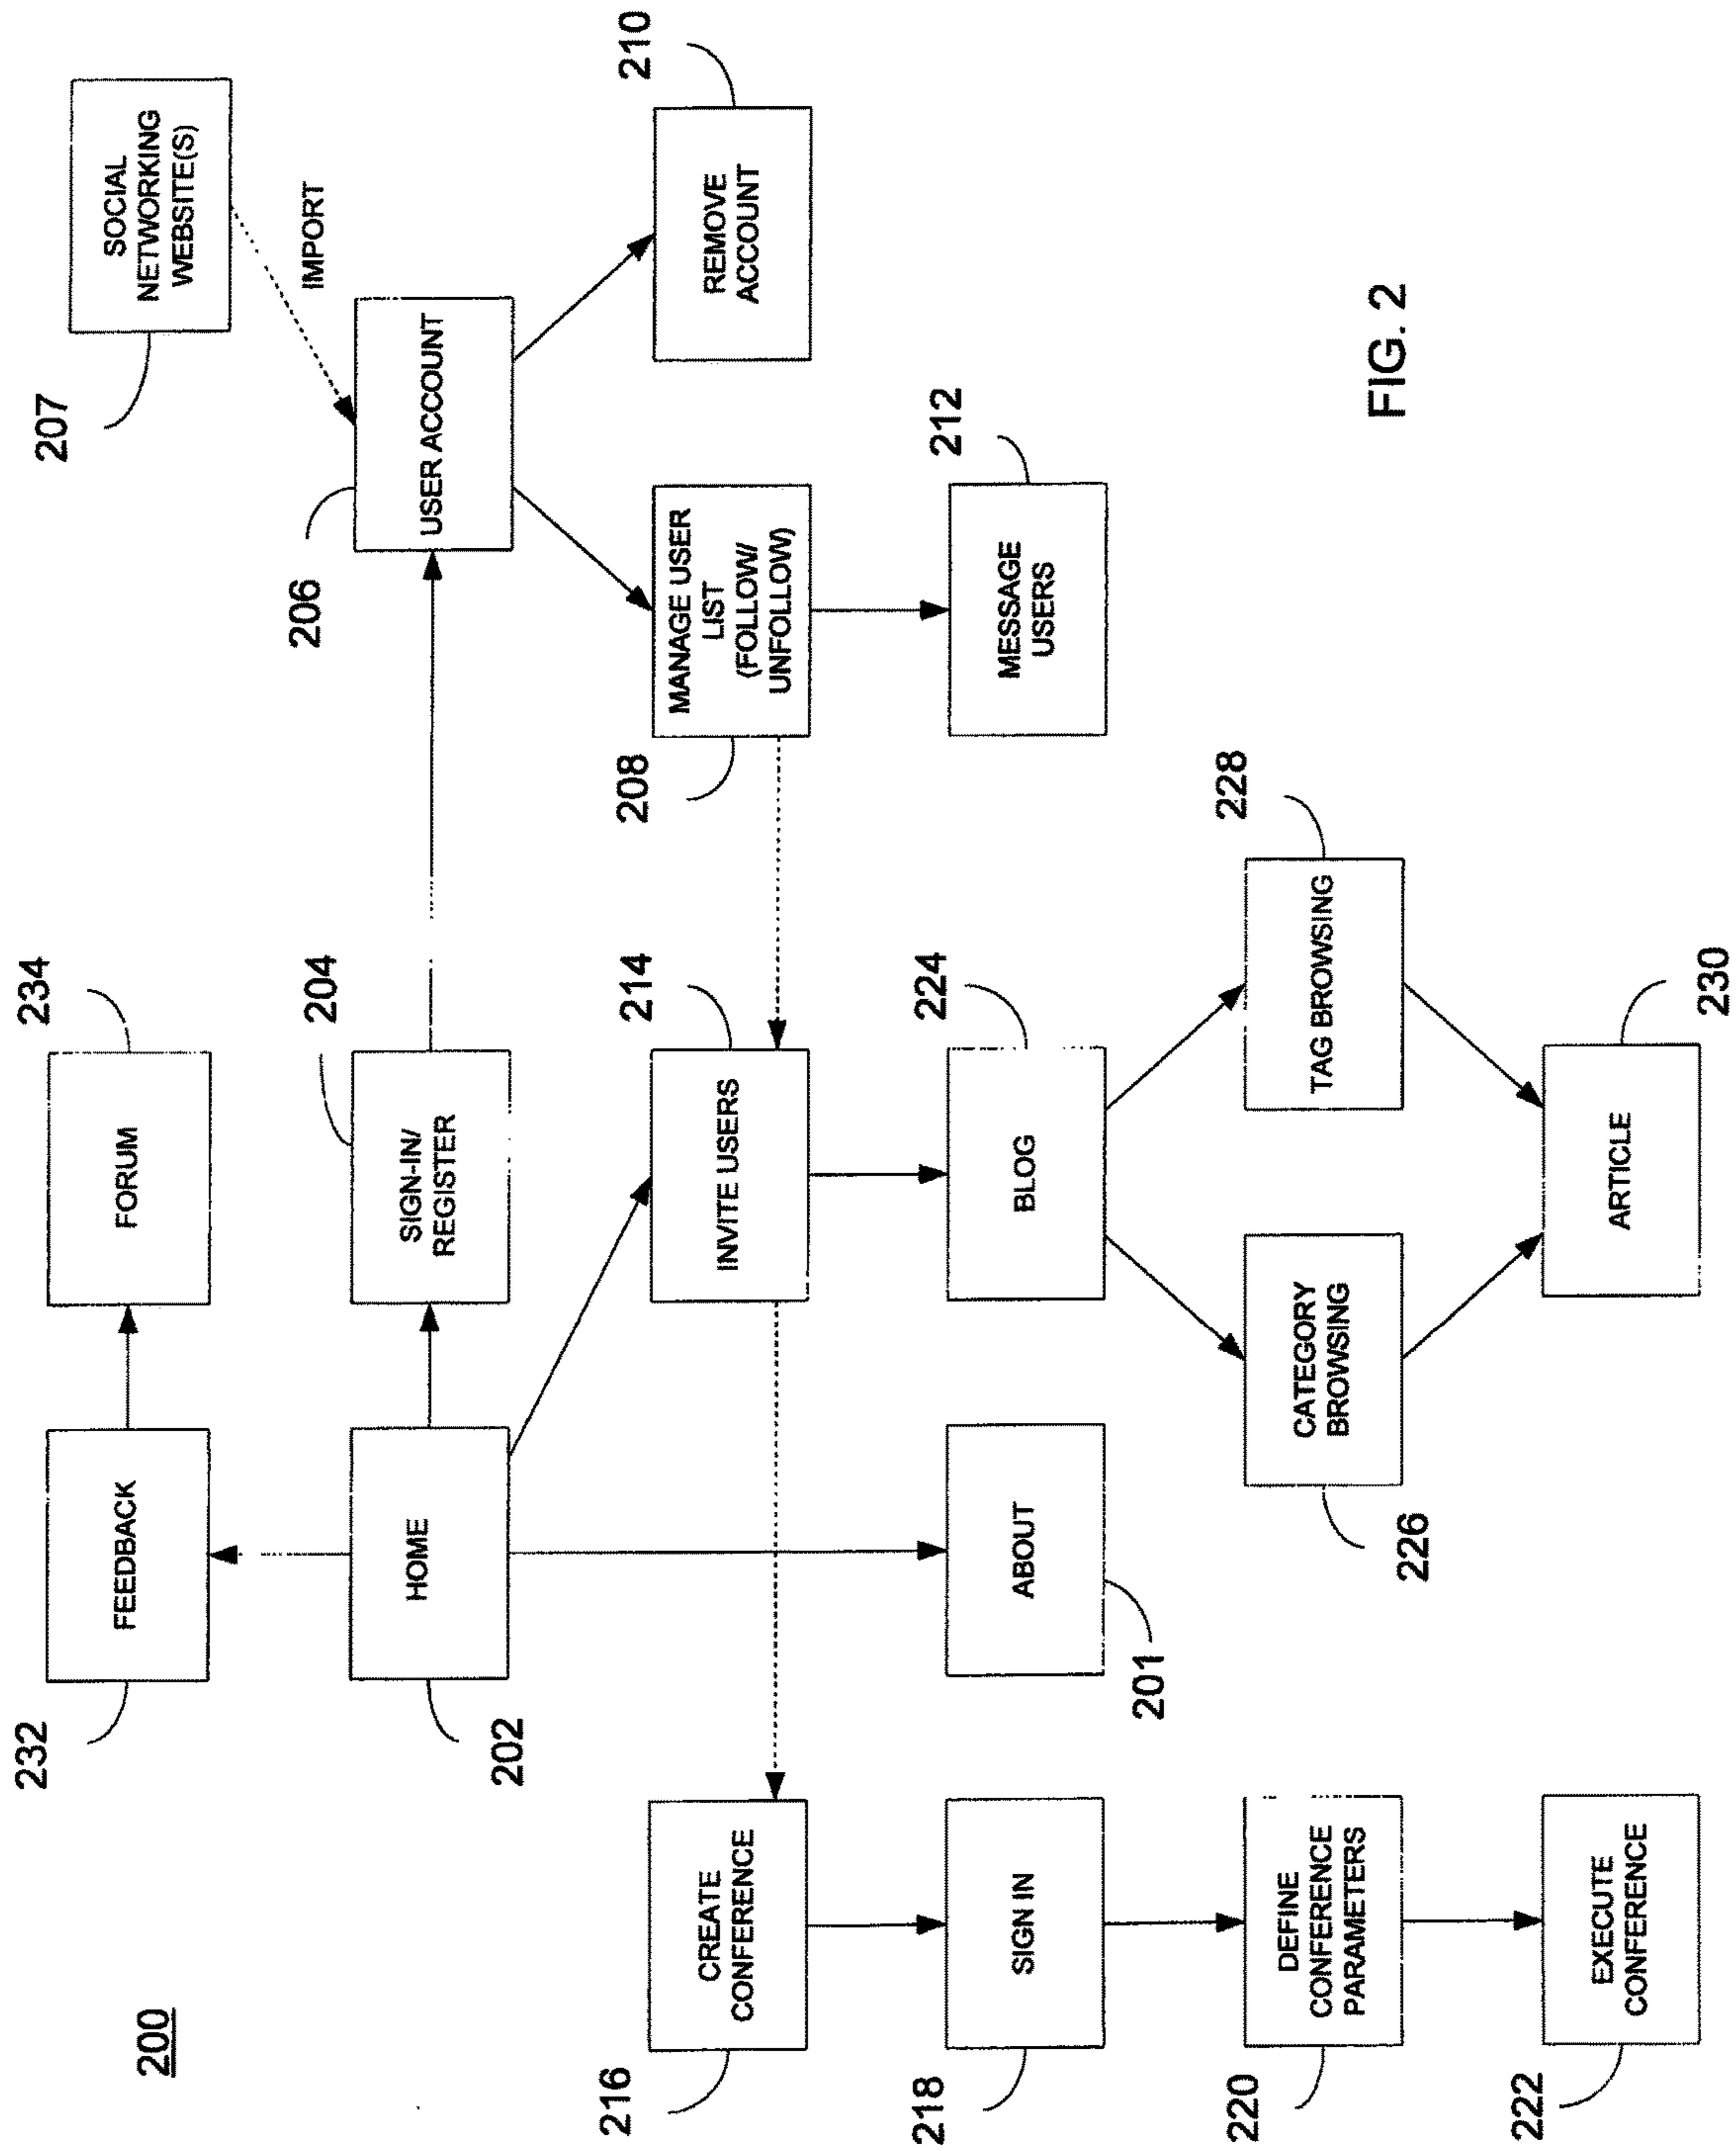 200
232
FEEDBACK
FORUM
234
SOCIAL
NETWORKING
WEBSITE(S)
207
IMPORT
202
HOME
SIGN-IN/
REGISTER
204
206
USER ACCOUNT
216
CREATE
CONFERENCE
INVITE USERS
214
208
MANAGE USER
LIST
(FOLLOW/
UNFOLLOW)
REMOVE
ACCOUNT
210
218
SIGN IN
ABOUT
201
BLOG
224
MESSAGE
USERS
212
220
DEFINE
CONFERENCE
PARAMETERS
226
CATEGORY
BROWSING
TAG BROWSING
228
222
EXECUTE
CONFERENCE
ARTICLE
230
FIG. 2